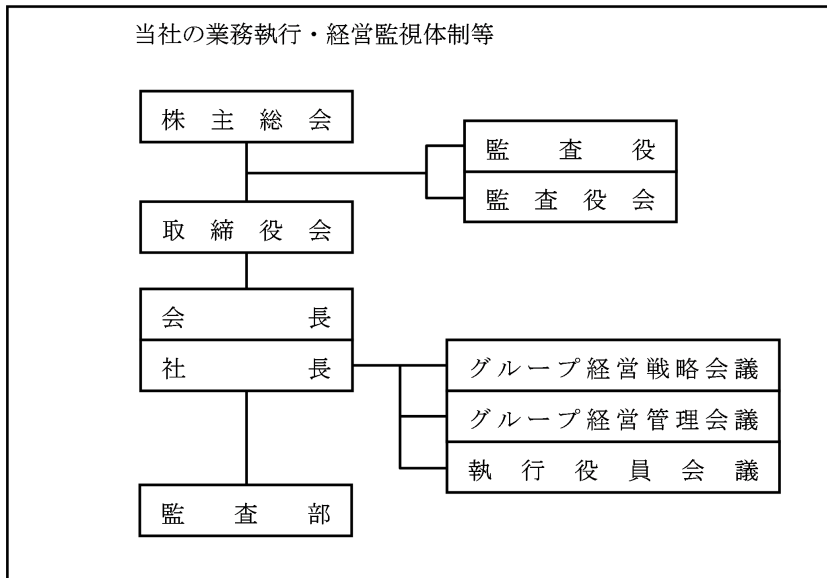 当社の業務執行・経営監視体制等
株主総会
監査役
監査役会
取締役会
会長
社長
グループ経営戦略会議
グループ経営管理会議
執行役員会議
監査部